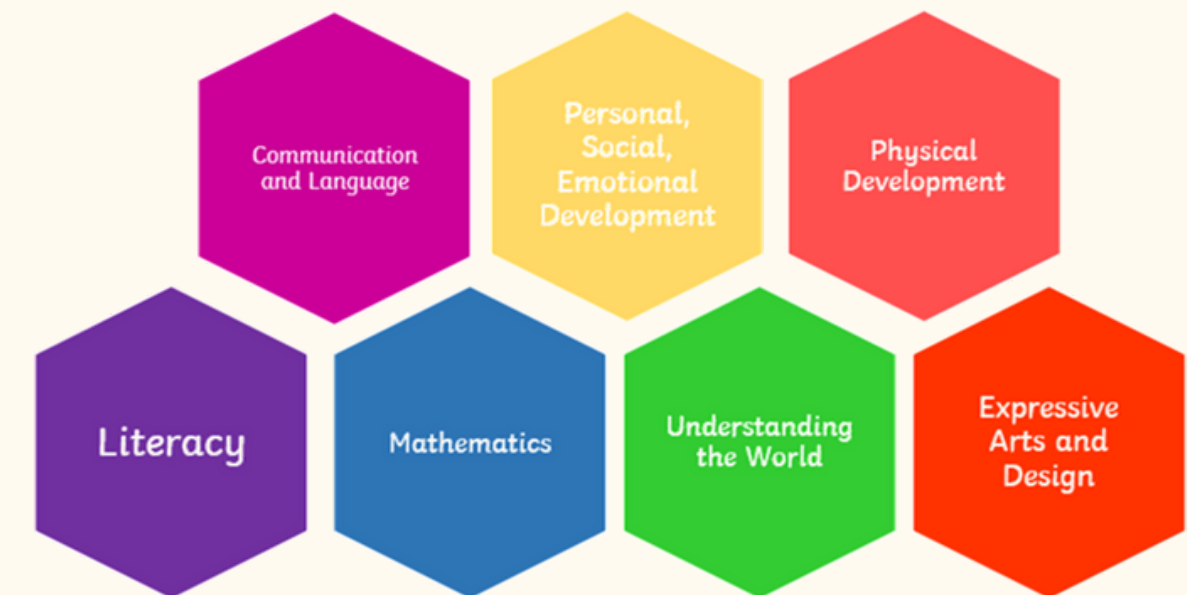 Communication
and Language
Personal,
Social,
Emotional
Development
Physical
Development
Literacy
Mathematics
Understanding
the World
Expressive
Arts and
Design